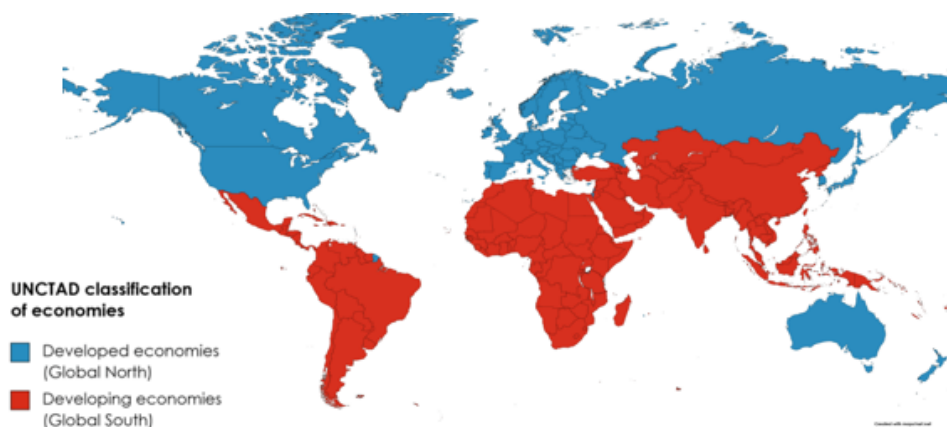 UNCTAD classification
of economies
Developed economies
(Global North)
Developing economies
(Global South)